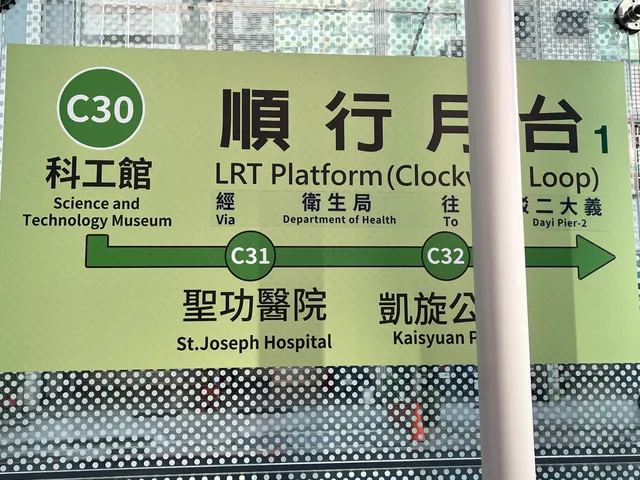 C30
科工館
Science and
Technology Museum
順行月台 1
LRT Platform (Clock Loop)
經 衛生局 往 二大義
Via Department of Health To Dayi Pier-2
C31 C32
聖功醫院 凱旋公
St.Joseph Hospital Kaisyuan